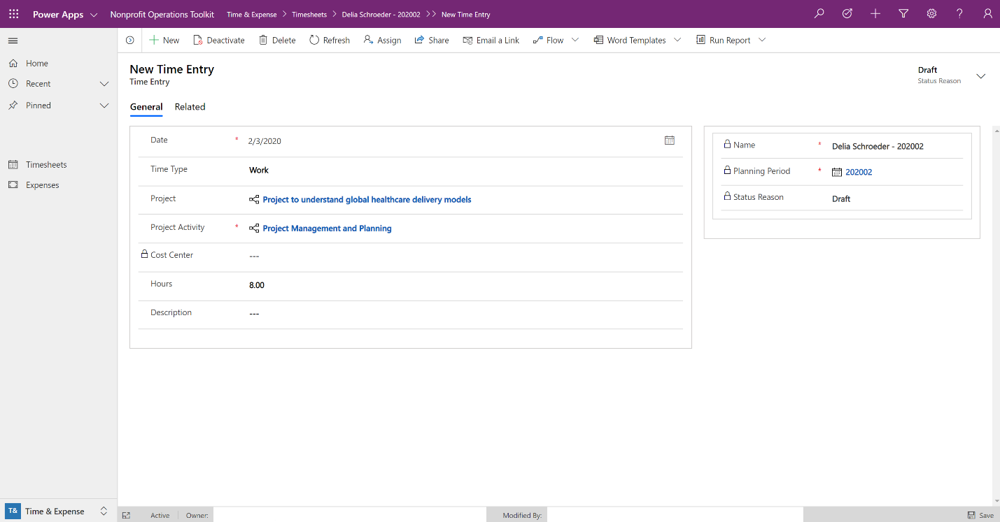 Power Apps Nonprofit Operations Toolkit Time & Expense > Timesheets > Delia Schroeder - 202002 >> New Time Entry
New Deactivate Delete Refresh Assign Share Email a Link Flow Word Templates Run Report
Home
Recent
Pinned
Timesheets
Expenses
New Time Entry
Time Entry
Draft
Status Reason
General Related
Date * 2/3/2020
Time Type Work
Project Project to understand global healthcare delivery models
Project Activity * Project Management and Planning
Cost Center ---
Hours 8.00
Description ---
Name * Delia Schroeder - 202002
Planning Period * 202002
Status Reason Draft
T& Time & Expense
Active Owner: Modified By: Save